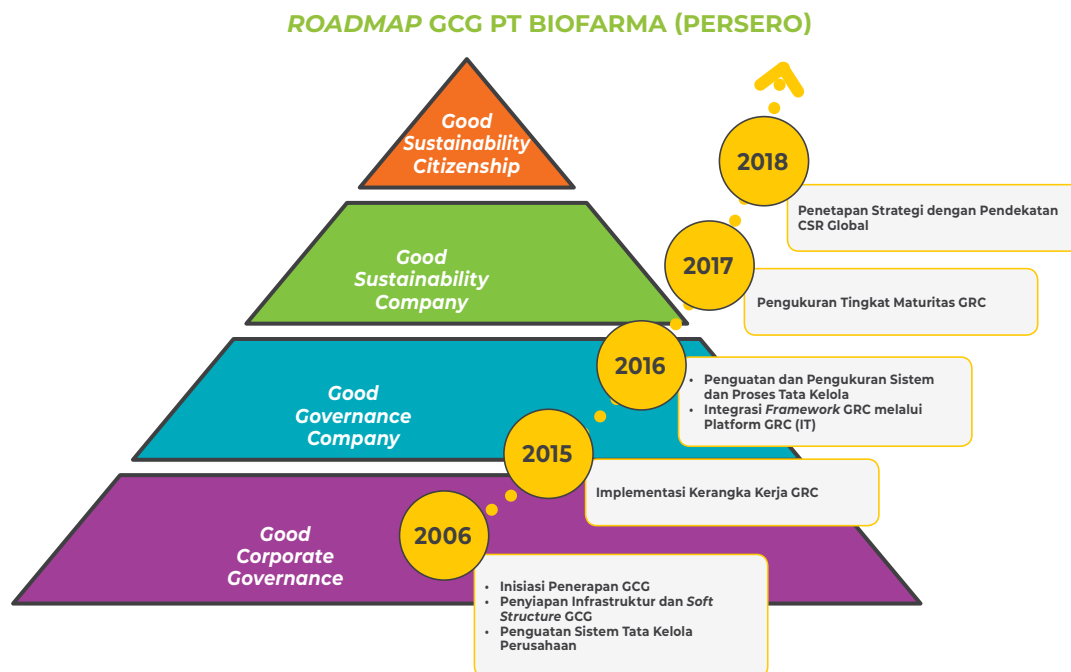 ROADMAP GCG PT BIOFARMA (PERSERO)
Good
Sustainability
Citizenship
2018
Penetapan Strategi dengan Pendekatan
CSR Global
Good
Sustainability
Company
2017
Pengukuran Tingkat Maturitas GRC
Good
Governance
Company
2016
• Penguatan dan Pengukuran Sistem
dan Proses Tata Kelola
• Integrasi Framework GRC melalui
Platform GRC (IT)
2015
Implementasi Kerangka Kerja GRC
Good
Corporate
Governance
2006
• Inisiasi Penerapan GCG
• Penyiapan Infrastruktur dan Soft
Structure GCG
• Penguatan Sistem Tata Kelola
Perusahaan